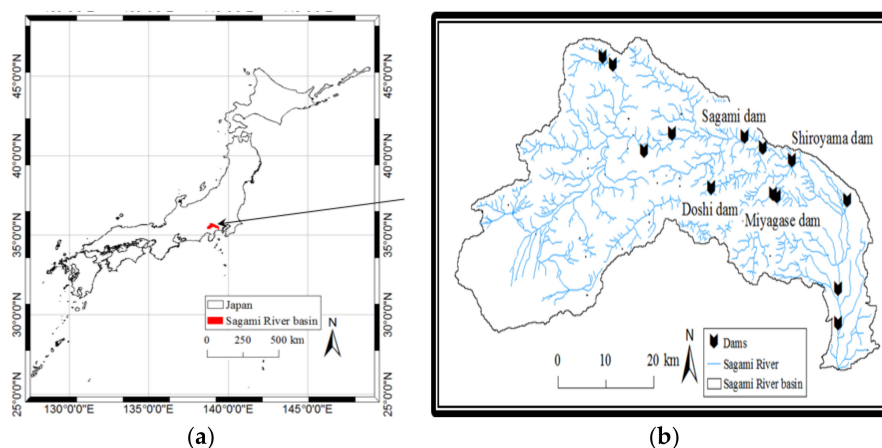 45°0'0"N
40°0'0"N
35°0'0"N
30°0'0"N
25°0'0"N
45°0'0"N
40°0'0"N
35°0'0"N
30°0'0"N
25°0'0"N
Japan
Sagami River basin
0 250 500 km
N
130°0'0"E 135°0'0"E 140°0'0"E 145°0'0"E
(a)
Sagami dam
Shiroyama dam
Doshi dam
Miyagase dam
0 10 20 km
N
Dams
Sagami River
Sagami River basin
(b)